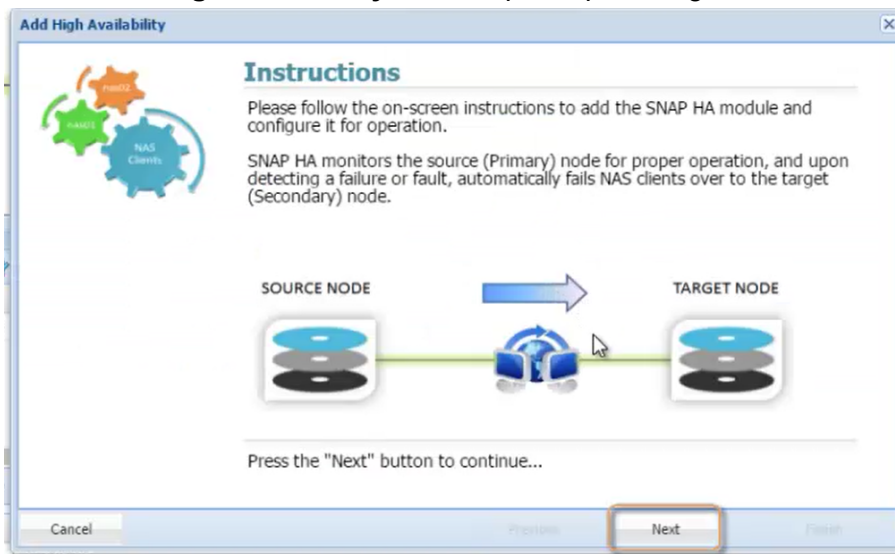 Add High Availability
Instructions
Please follow the on-screen instructions to add the SNAP HA module and
configure it for operation.
SNAP HA monitors the source (Primary) node for proper operation, and upon
detecting a failure or fault, automatically fails NAS clients over to the target
(Secondary) node.
NAS
Clients
SOURCE NODE
TARGET NODE
Press the "Next" button to continue...
Cancel
Previous
Next
Finish